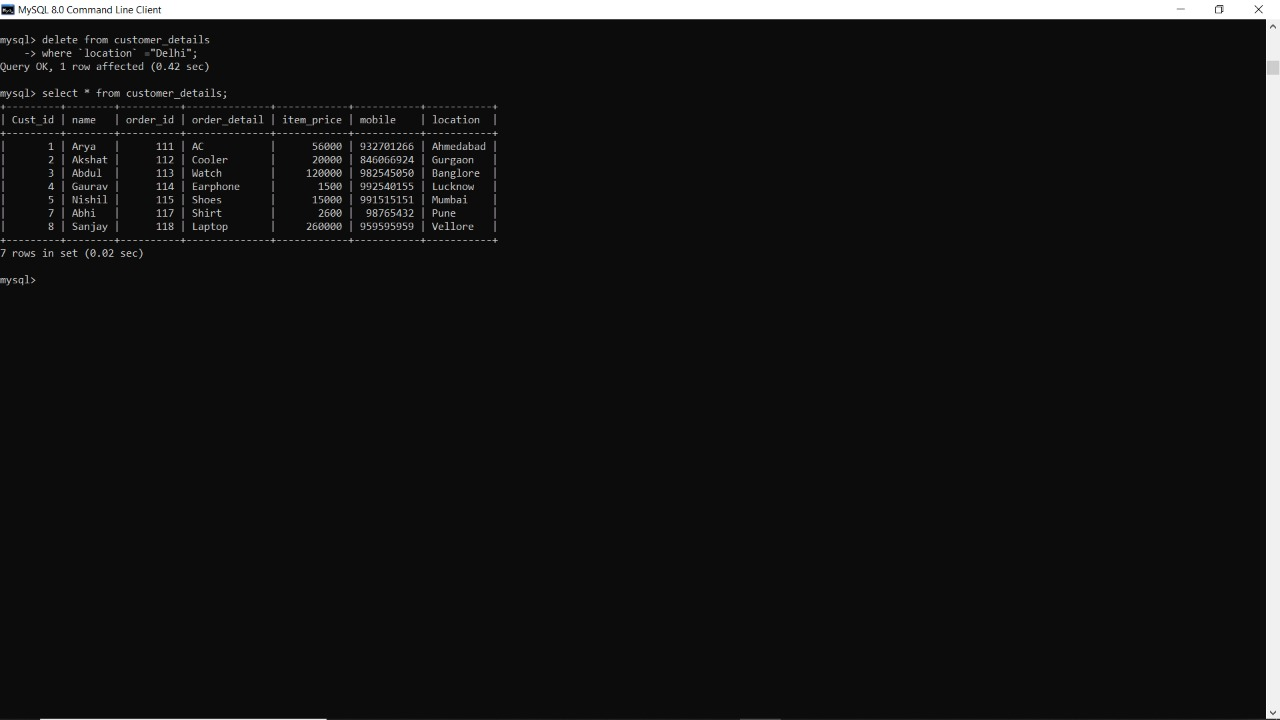 MySQL 8.0 Command Line Client
mysql> delete from customer_details
    -> where `location` ="Delhi";
Query OK, 1 row affected (0.42 sec)
mysql> select * from customer_details;
+---------+--------+----------+--------------+------------+-----------+-----------+
| Cust_id | name   | order_id | order_detail | item_price | mobile    | location  |
+---------+--------+----------+--------------+------------+-----------+-----------+
|       1 | Arya   |      111 | AC           |      56000 | 932701266 | Ahmedabad |
|       2 | Akshat |      112 | Cooler       |      20000 | 846066924 | Gurgaon   |
|       3 | Abdul  |      113 | Watch        |     120000 | 982545050 | Banglore  |
|       4 | Gaurav |      114 | Earphone     |       1500 | 992540155 | Lucknow   |
|       5 | Nishil |      115 | Shoes        |      15000 | 991515151 | Mumbai    |
|       7 | Abhi   |      117 | Shirt        |       2600 |  98765432 | Pune      |
|       8 | Sanjay |      118 | Laptop       |     260000 | 959595959 | Vellore   |
+---------+--------+----------+--------------+------------+-----------+-----------+
7 rows in set (0.02 sec)
mysql>